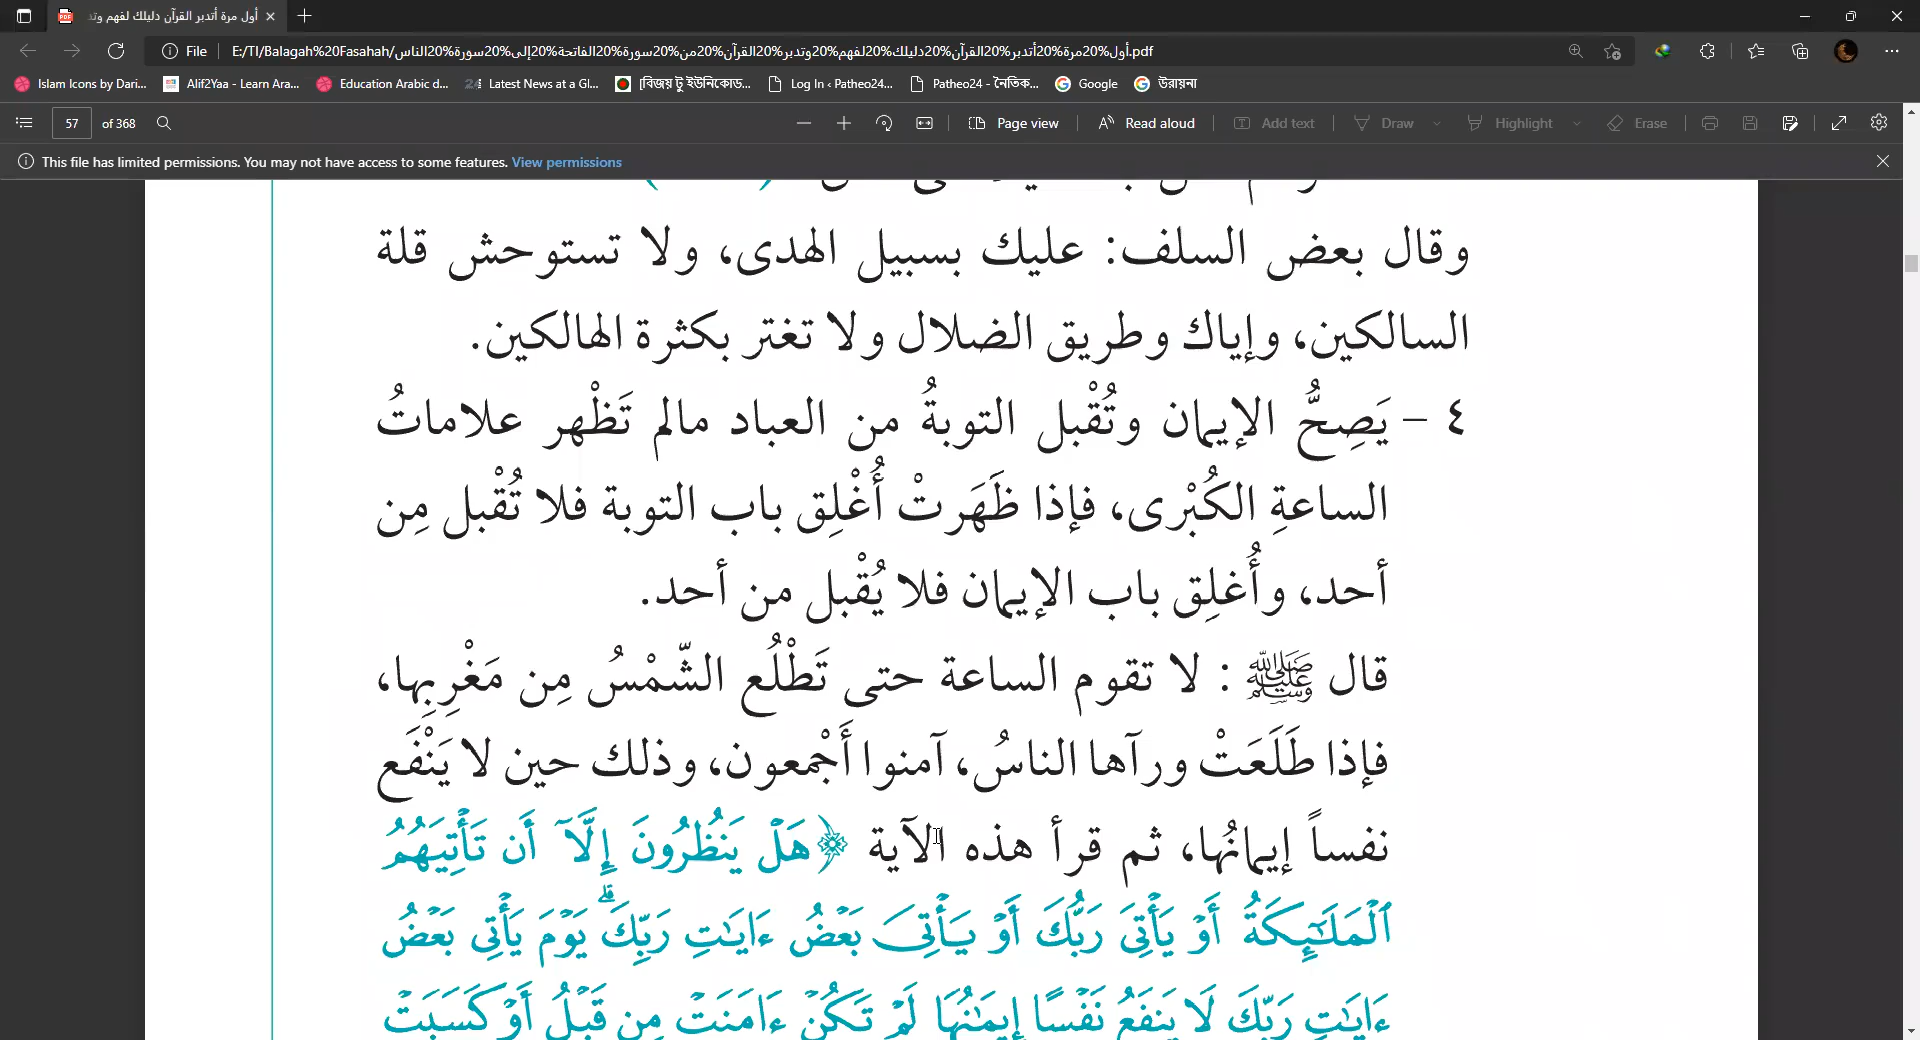 أول مرة أتدبر القرآن دليلك لفهم وتد
File
E:/TI/Balagah%20Fasahah/أول%20مرة%20أتدبر%20القرآن%20دليلك%20لفهم%20وتدبر%20القرآن%20من%20سورة%20الفاتحة%20إلى%20سورة%20الناس.pdf
Islam Icons by Dari...
Alif2Yaa - Learn Ara...
Education Arabic d...
Latest News at a Gl...
[বিজয় টু ইউনিকোড...
Log In ‹ Patheo24...
Patheo24 - নৈতিক...
Google
উরায়না
57 of 368
Page view
Read aloud
Add text
Draw
Highlight
Erase
This file has limited permissions. You may not have access to some features. View permissions
وقال بعض السلف: عليك بسبيل الهدى، ولا تستوحش قلة
السالكين، وإياك وطريق الضلال ولا تغتر بكثرة الهالكين.
٤ – يَصِحُّ الإيمان وتُقْبل التوبةُ من العباد مالم تَظْهر علاماتُ
الساعةِ الكُبْرى، فإذا ظَهَرتْ أُغْلِق باب التوبة فلا تُقْبل مِن
أحد، وأُغلِق باب الإيمان فلا يُقْبل من أحد.
قال ﷺ : لا تقوم الساعة حتى تَطْلُع الشّمْسُ مِن مَغْرِبِها،
فإذا طَلَعَتْ ورآها الناسُ، آمنوا أَجْمعون، وذلك حين لا يَنْفَع
نفساً إيمانُها، ثم قرأ هذه الآية ﴿هَلْ يَنظُرُونَ إِلَّآ أَن تَأْتِيَهُمُ
ٱلْمَلَـٰٓئِكَةُ أَوْ يَأْتِىَ رَبُّكَ أَوْ يَأْتِىَ بَعْضُ ءَايَـٰتِ رَبِّكَ ۗ يَوْمَ يَأْتِى بَعْضُ
ءَايَـٰتِ رَبِّكَ لَا يَنفَعُ نَفْسًا إِيمَـٰنُهَا لَمْ تَكُنْ ءَامَنَتْ مِن قَبْلُ أَوْ كَسَبَتْ